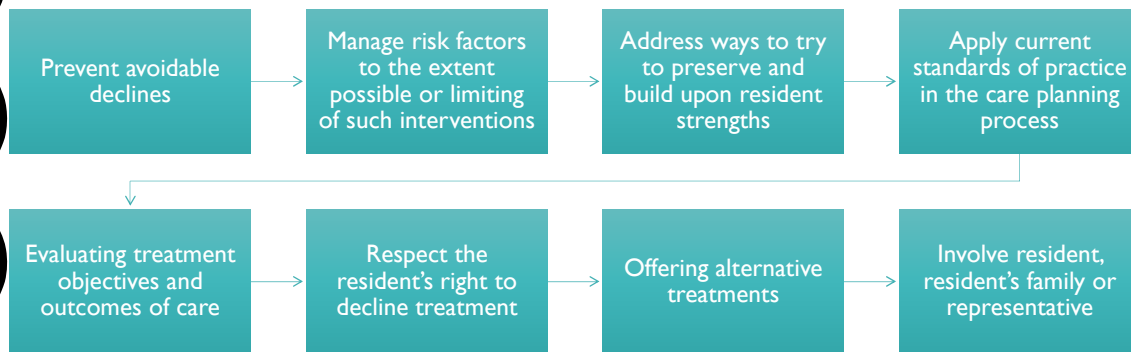 Prevent avoidable
declines
Manage risk factors
to the extent
possible or limiting
of such interventions
Address ways to try
to preserve and
build upon resident
strengths
Apply current
standards of practice
in the care planning
process
Evaluating treatment
objectives and
outcomes of care
Respect the
resident’s right to
decline treatment
Offering alternative
treatments
Involve resident,
resident’s family or
representative